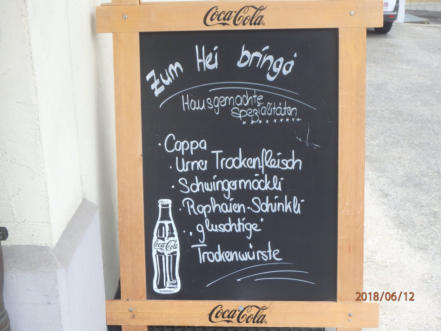 Coca-Cola
Zum Hei bringä
Hausgemachte
Spezialitäten
· Coppa
· Urner Trockenfleisch
· Schwingermöckli
· Rophaien-Schinkli
· "gluschtige"
Trockenwürste
Coca-Cola
Coca-Cola
2018/06/12